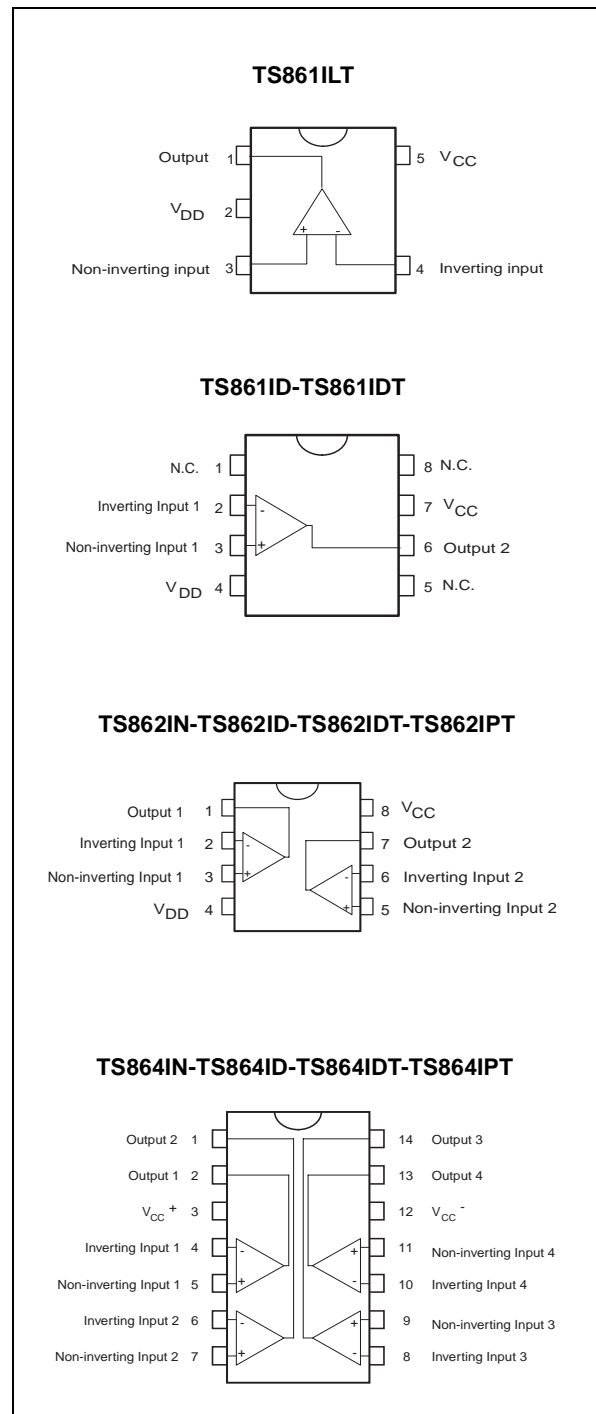 TS861ILT
Output 1 5 VCC
VDD 2
+ -
Non-inverting input 3 4 Inverting input
TS861ID-TS861IDT
N.C. 1 8 N.C.
Inverting Input 1 2 - 7 VCC
Non-inverting Input 1 3 + 6 Output 2
VDD 4 5 N.C.
TS862IN-TS862ID-TS862IDT-TS862IPT
Output 1 1 8 VCC
Inverting Input 1 2 - 7 Output 2
Non-inverting Input 1 3 + - 6 Inverting Input 2
VDD 4 + 5 Non-inverting Input 2
TS864IN-TS864ID-TS864IDT-TS864IPT
Output 2 1 14 Output 3
Output 1 2 13 Output 4
VCC + 3 12 VCC -
Inverting Input 1 4 - + 11 Non-inverting Input 4
Non-inverting Input 1 5 + - 10 Inverting Input 4
Inverting Input 2 6 - + 9 Non-inverting Input 3
Non-inverting Input 2 7 + - 8 Inverting Input 3